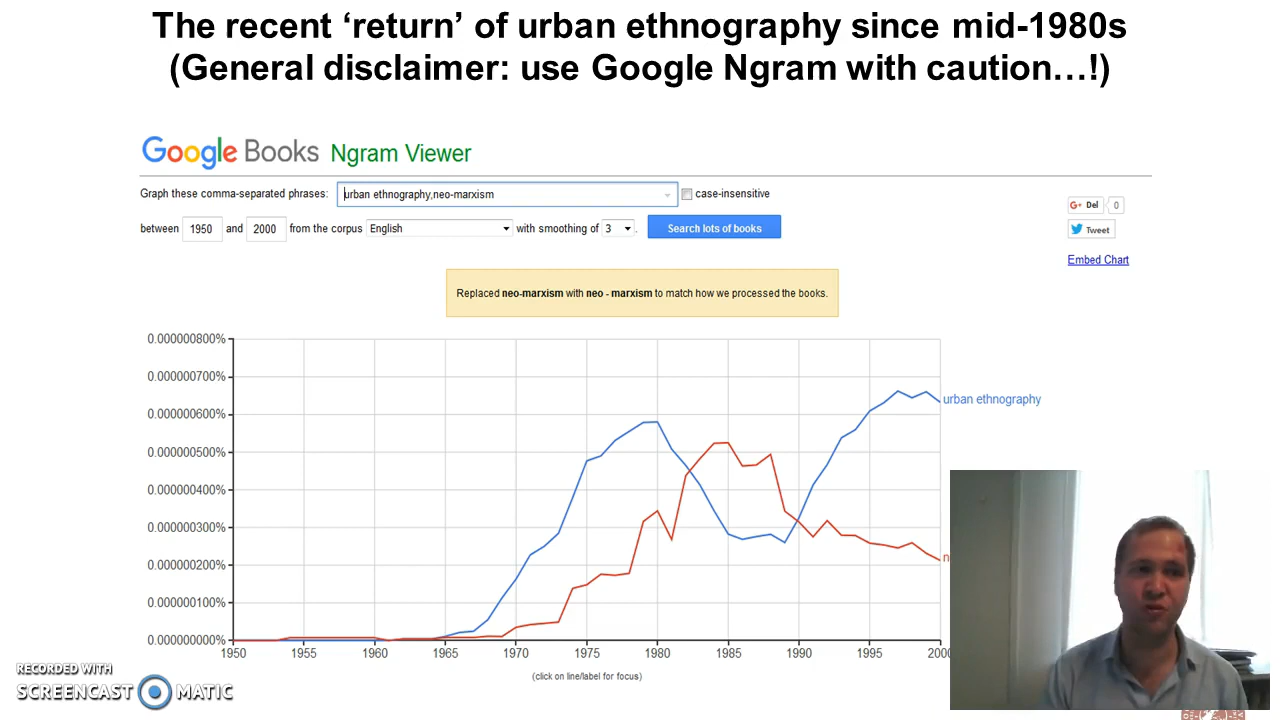 The recent ‘return’ of urban ethnography since mid-1980s
(General disclaimer: use Google Ngram with caution…!)
Google Books Ngram Viewer
Graph these comma-separated phrases: urban ethnography,neo-marxism case-insensitive
between 1950 and 2000 from the corpus English with smoothing of 3 . Search lots of books
G+ Del 0
Tweet
Embed Chart
Replaced neo-marxism with neo - marxism to match how we processed the books.
0.000000800%
0.000000700%
0.000000600%
0.000000500%
0.000000400%
0.000000300%
0.000000200%
0.000000100%
0.000000000%
urban ethnography
n
1950 1955 1960 1965 1970 1975 1980 1985 1990 1995 2000
(click on line/label for focus)
RECORDED WITH
SCREENCAST MATIC